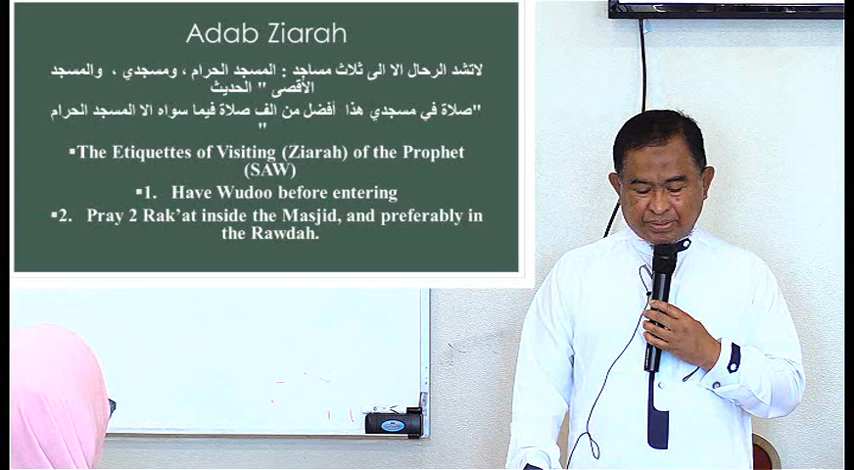 Adab Ziarah
لاتشد الرحال الا الى ثلاث مساجد : المسجد الحرام ، ومسجدي ، والمسجد
الأقصى " الحديث
"صلاة في مسجدي هذا أفضل من الف صلاة فيما سواه الا المسجد الحرام
"
▪The Etiquettes of Visiting (Ziarah) of the Prophet
(SAW)
▪1. Have Wudoo before entering
▪2. Pray 2 Rak'at inside the Masjid, and preferably in
the Rawdah.